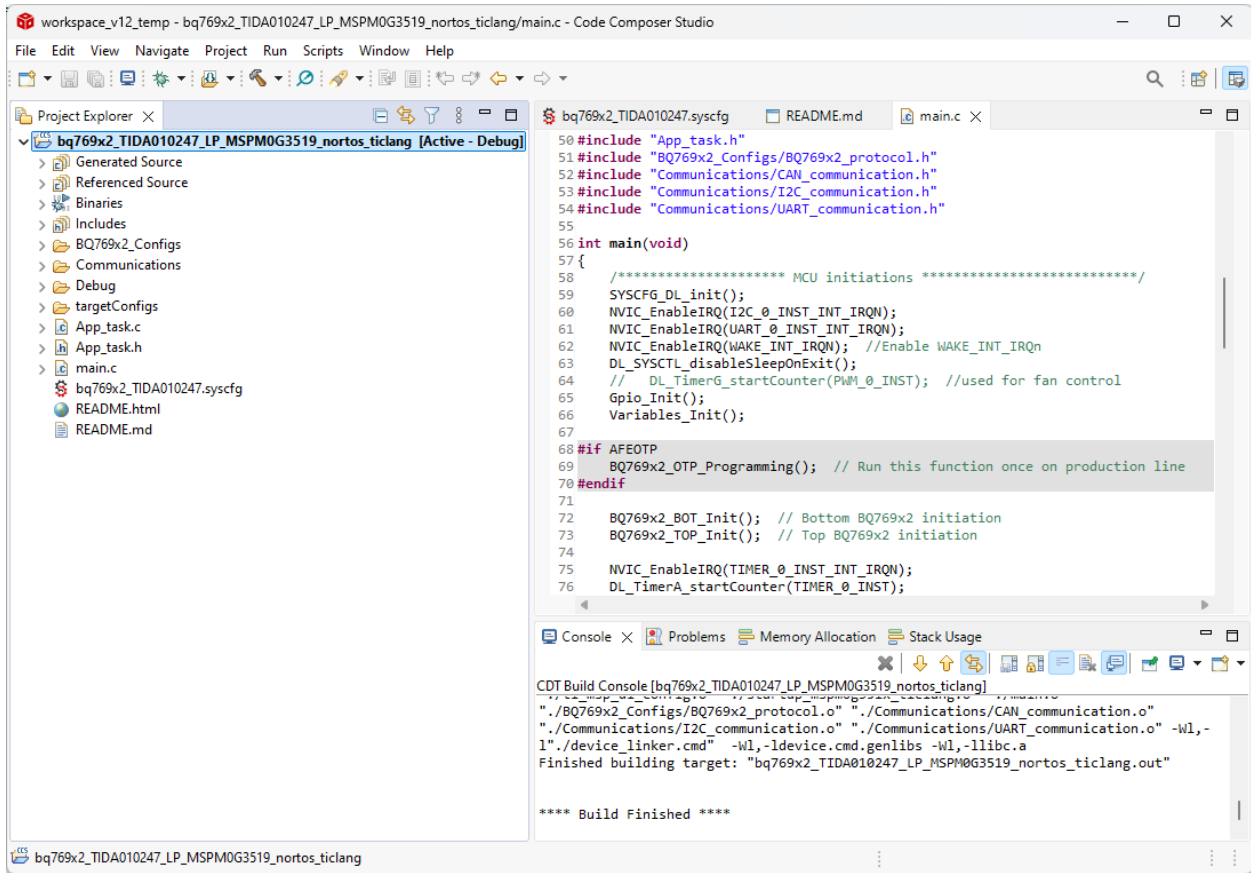 workspace_v12_temp - bq769x2_TIDA010247_LP_MSPM0G3519_nortos_ticlang/main.c - Code Composer Studio
File Edit View Navigate Project Run Scripts Window Help
Project Explorer
bq769x2_TIDA010247_LP_MSPM0G3519_nortos_ticlang [Active - Debug]
Generated Source
Referenced Source
Binaries
Includes
BQ769x2_Configs
Communications
Debug
targetConfigs
App_task.c
App_task.h
main.c
bq769x2_TIDA010247.syscfg
README.html
README.md
bq769x2_TIDA010247.syscfg README.md main.c
50 #include "App_task.h"
51 #include "BQ769x2_Configs/BQ769x2_protocol.h"
52 #include "Communications/CAN_communication.h"
53 #include "Communications/I2C_communication.h"
54 #include "Communications/UART_communication.h"
55
56 int main(void)
57 {
58 /********************* MCU initiations ***************************/
59 SYSCFG_DL_init();
60 NVIC_EnableIRQ(I2C_0_INST_INT_IRQN);
61 NVIC_EnableIRQ(UART_0_INST_INT_IRQN);
62 NVIC_EnableIRQ(WAKE_INT_IRQN); //Enable WAKE_INT_IRQn
63 DL_SYSCTL_disableSleepOnExit();
64 // DL_TimerG_startCounter(PWM_0_INST); //used for fan control
65 Gpio_Init();
66 Variables_Init();
67
68 #if AFEOTP
69 BQ769x2_OTP_Programming(); // Run this function once on production line
70 #endif
71
72 BQ769x2_BOT_Init(); // Bottom BQ769x2 initiation
73 BQ769x2_TOP_Init(); // Top BQ769x2 initiation
74
75 NVIC_EnableIRQ(TIMER_0_INST_INT_IRQN);
76 DL_TimerA_startCounter(TIMER_0_INST);
Console Problems Memory Allocation Stack Usage
CDT Build Console [bq769x2_TIDA010247_LP_MSPM0G3519_nortos_ticlang]
"./BQ769x2_Configs/BQ769x2_protocol.o" "./Communications/CAN_communication.o"
"./Communications/I2C_communication.o" "./Communications/UART_communication.o" -Wl,-
l"./device_linker.cmd" -Wl,-ldevice.cmd.genlibs -Wl,-llibc.a
Finished building target: "bq769x2_TIDA010247_LP_MSPM0G3519_nortos_ticlang.out"
**** Build Finished ****
bq769x2_TIDA010247_LP_MSPM0G3519_nortos_ticlang